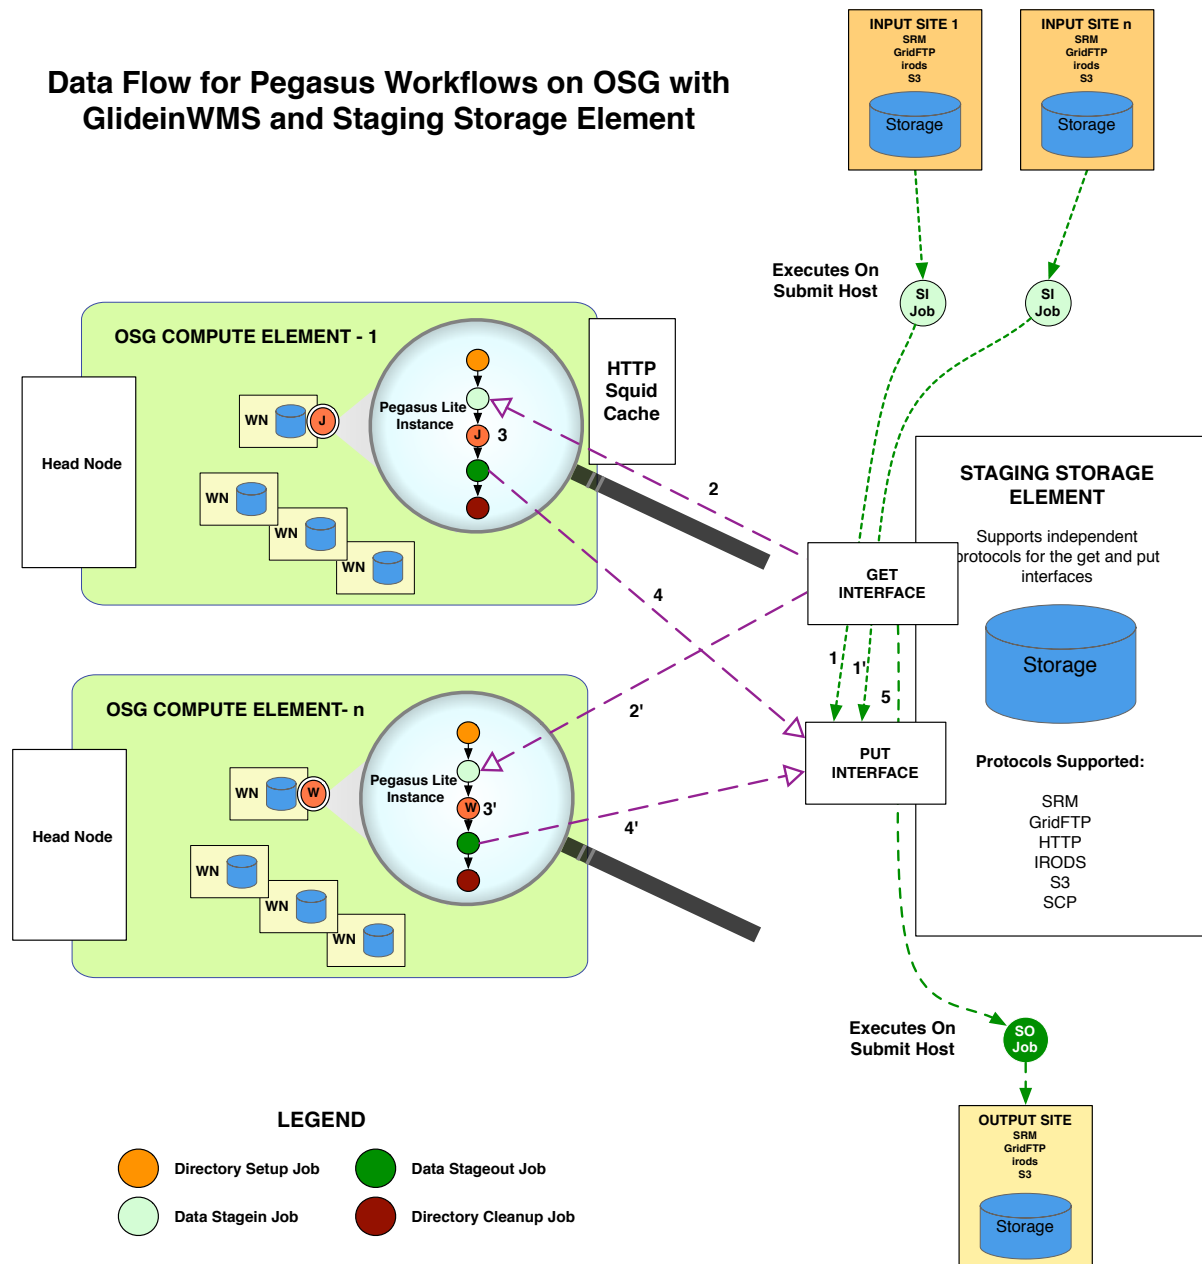 Data Flow for Pegasus Workflows on OSG with
GlideinWMS and Staging Storage Element
INPUT SITE 1
SRM
GridFTP
irods
S3
Storage
INPUT SITE n
SRM
GridFTP
irods
S3
Storage
Executes On
Submit Host
SI
Job
SI
Job
OSG COMPUTE ELEMENT - 1
Head Node
WN
J
WN
WN
WN
Pegasus Lite
Instance
J
3
HTTP
Squid
Cache
2
4
GET
INTERFACE
STAGING STORAGE
ELEMENT
Supports independent
protocols for the get and put
interfaces
Storage
1
1'
5
2'
PUT
INTERFACE
Protocols Supported:
SRM
GridFTP
HTTP
IRODS
S3
SCP
OSG COMPUTE ELEMENT- n
Head Node
WN
W
WN
WN
WN
Pegasus Lite
Instance
W
3'
4'
Executes On
Submit Host
SO
Job
OUTPUT SITE
SRM
GridFTP
irods
S3
Storage
LEGEND
Directory Setup Job
Data Stageout Job
Data Stagein Job
Directory Cleanup Job